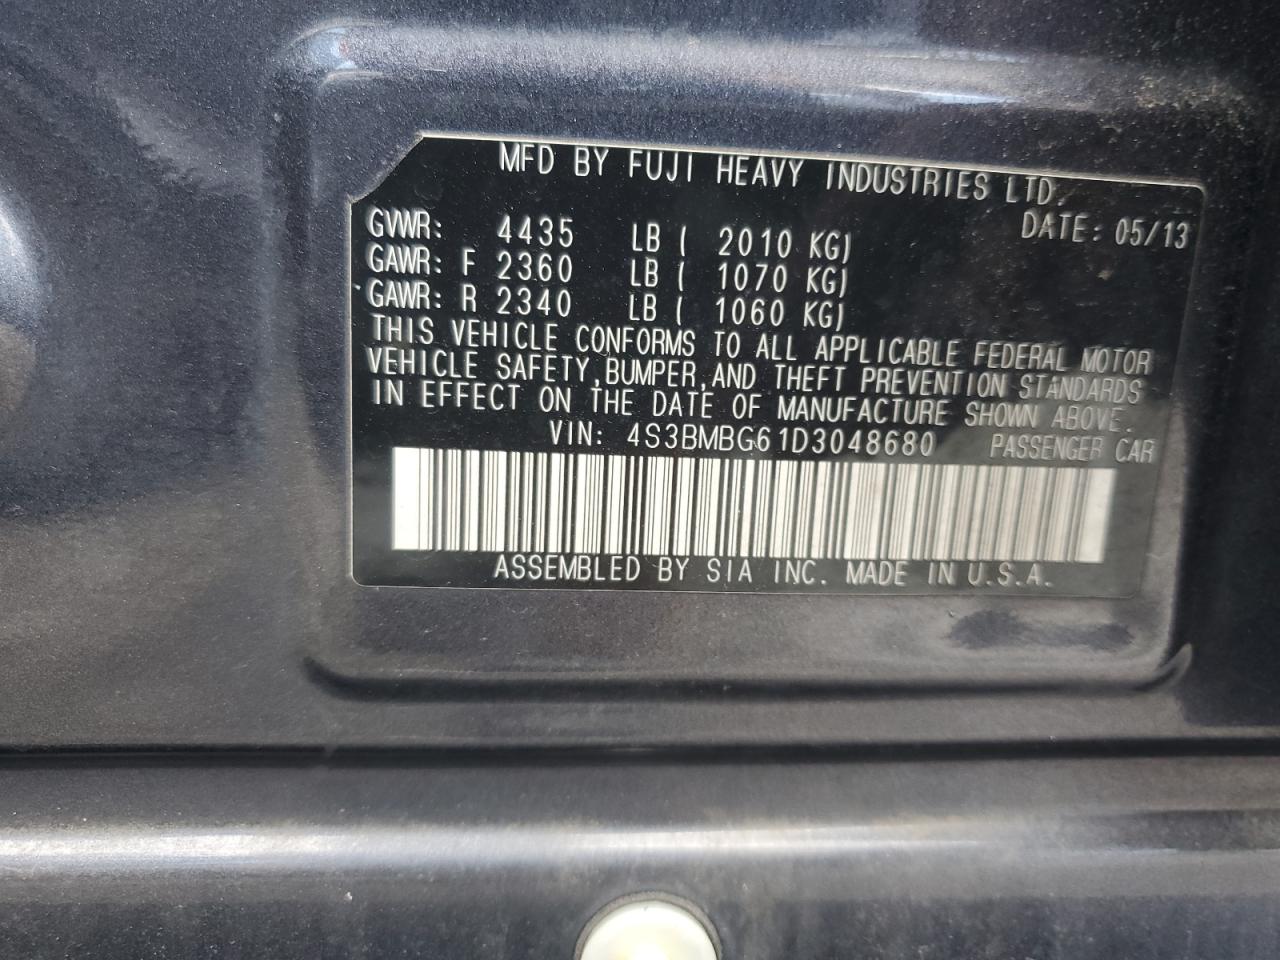 MFD BY FUJI HEAVY INDUSTRIES LTD.
DATE: 05/13
GVWR: 4435 LB ( 2010 KG)
GAWR: F 2360 LB ( 1070 KG)
GAWR: R 2340 LB ( 1060 KG)
THIS VEHICLE CONFORMS TO ALL APPLICABLE FEDERAL MOTOR
VEHICLE SAFETY, BUMPER, AND THEFT PREVENTION STANDARDS
IN EFFECT ON THE DATE OF MANUFACTURE SHOWN ABOVE.
VIN: 4S3BMBG61D3048680 PASSENGER CAR
ASSEMBLED BY SIA INC. MADE IN U.S.A.